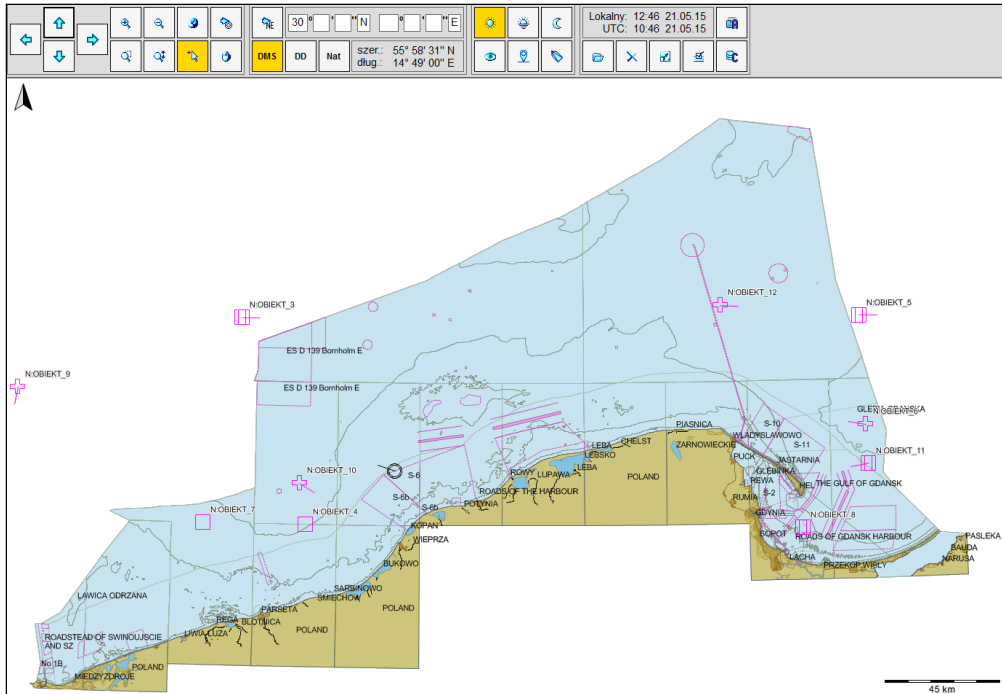 Lokalny: 12:46 21.05.15
UTC: 10:46 21.05.15
NE
30 ° ' " N ° ' " E
DMS
DD
Nat
szer.: 55° 58' 31" N
dług.: 14° 49' 00" E
N:OBIEKT_3
N:OBIEKT_12
N:OBIEKT_5
ES D 139 Bornholm E
N:OBIEKT_9
ES D 139 Bornholm E
PIASNICA
S-10
WLADYSLAWOWO
S-11
LEBA
CHELST
ZARNOWIECKIE
LEBSKO
PUCK
JASTARNIA
N:OBIEKT_11
LEBA
GLEBINKA
N:OBIEKT_10
S-6
ROWY
LUPAWA
POLAND
REWA
HEL
THE GULF OF GDANSK
S-6b
ROADS OF THE HARBOUR
RUMIA
S-2
POTYNIA
S-6b
N:OBIEKT_7
N:OBIEKT_4
GDYNIA
N:OBIEKT_8
KOPAN
SOPOT
ROADS OF GDANSK HARBOUR
PASLEKA
WIEPRZA
BAUDA
LACHA
NARUSA
BUKOWO
PRZEKOP WISLY
SARBINOWO
LAWICA ODRZANA
SMIECHOW
PARSETA
POLAND
REGA
BLOTNICA
LIWIA-LUZA
POLAND
ROADSTEAD OF SWINOUJSCIE
AND SZ
No 1B
POLAND
MIEDZYZDROJE
45 km